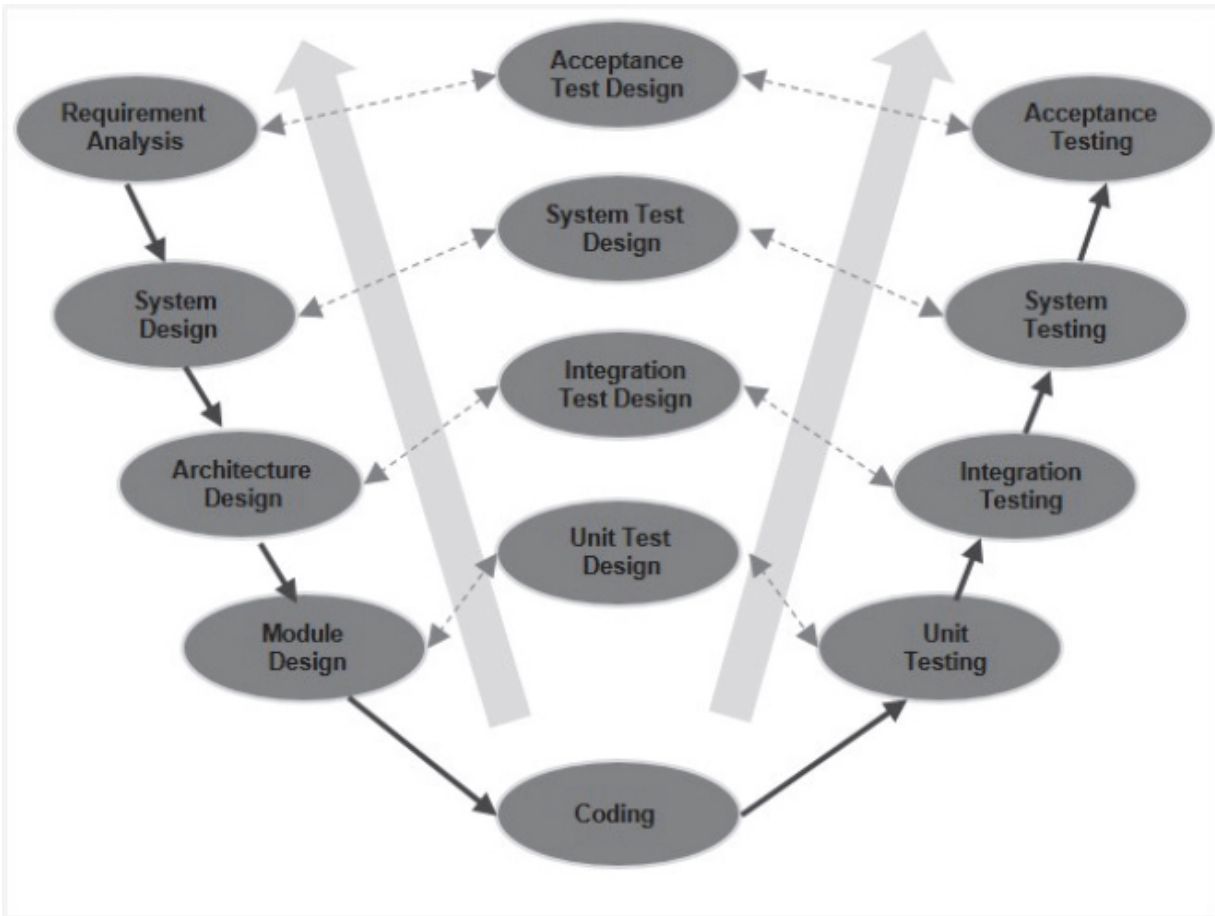 Acceptance
Test Design
Requirement
Analysis
Acceptance
Testing
System Test
Design
System
Design
System
Testing
Integration
Test Design
Architecture
Design
Integration
Testing
Unit Test
Design
Module
Design
Unit
Testing
Coding